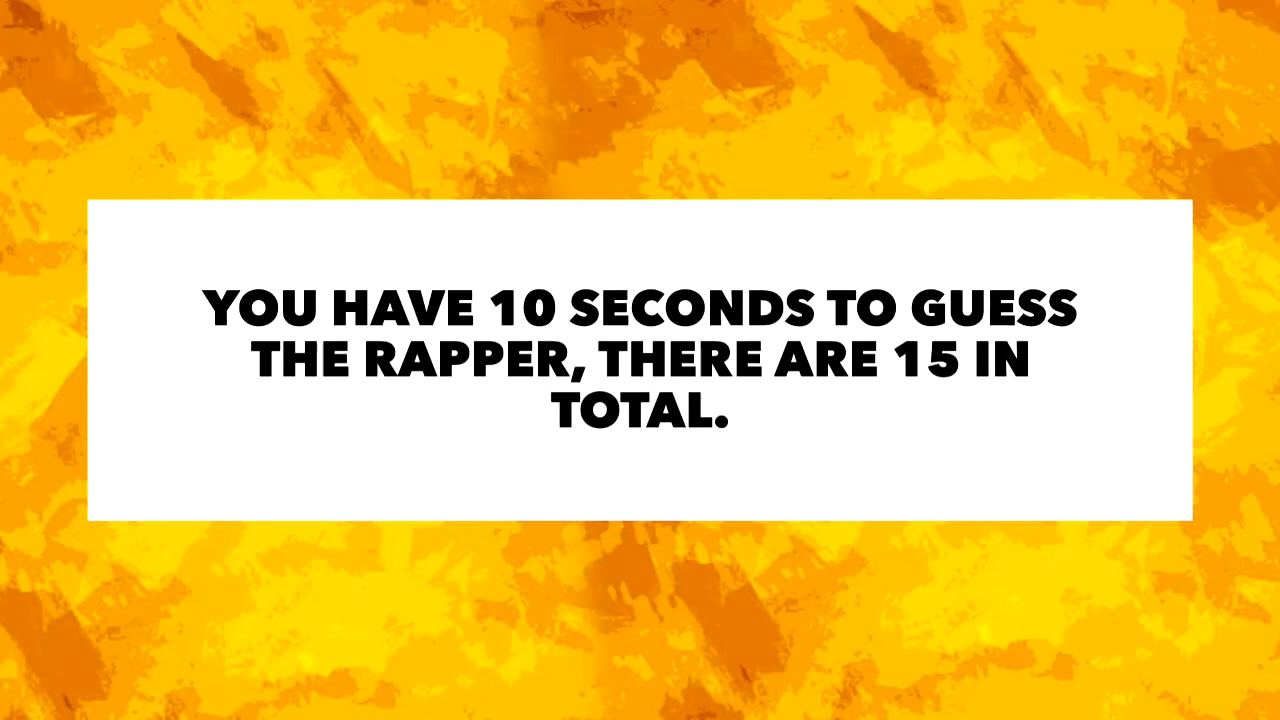 YOU HAVE 10 SECONDS TO GUESS
THE RAPPER, THERE ARE 15 IN
TOTAL.